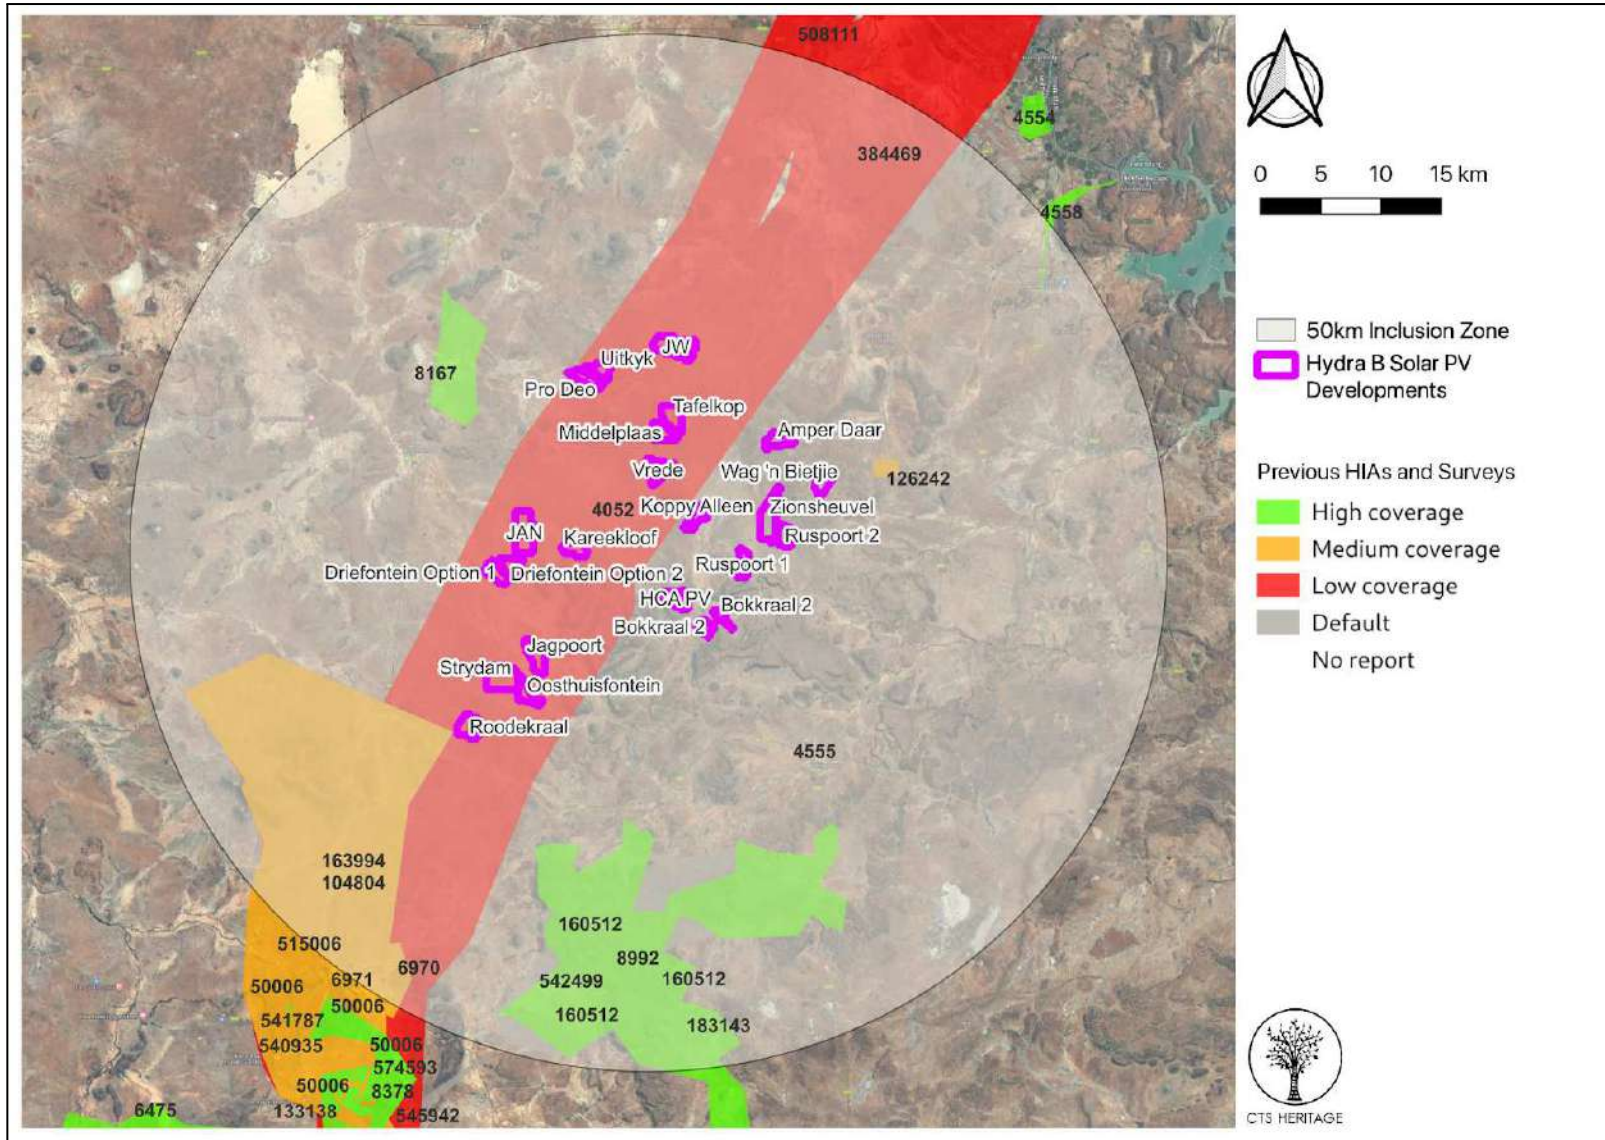 508111
4554
384469
4558
0 5 10 15 km
50km Inclusion Zone
Hydra B Solar PV
Developments
JW
Uitkyk
8167
Pro Deo
Tafelkop
Middelplaas
Amper Daar
Vrede
Wag 'n Bietjie
126242
4052
Koppy Alleen
Zionsheuvel
JAN
Kareekloof
Ruspoort 2
Ruspoort 1
Driefontein Option 1
Driefontein Option 2
HCA PV
Bokkraal 2
Bokkraal 2
Jagpoort
Strydam
Oosthuisfontein
Roodekraal
4555
Previous HIAs and Surveys
High coverage
Medium coverage
Low coverage
Default
No report
163994
104804
160512
515006
8992
6970
6971
542499
160512
50006
50006
541787
160512
183143
540935
50006
574593
50006
8378
6475
133138
545942
CTS HERITAGE